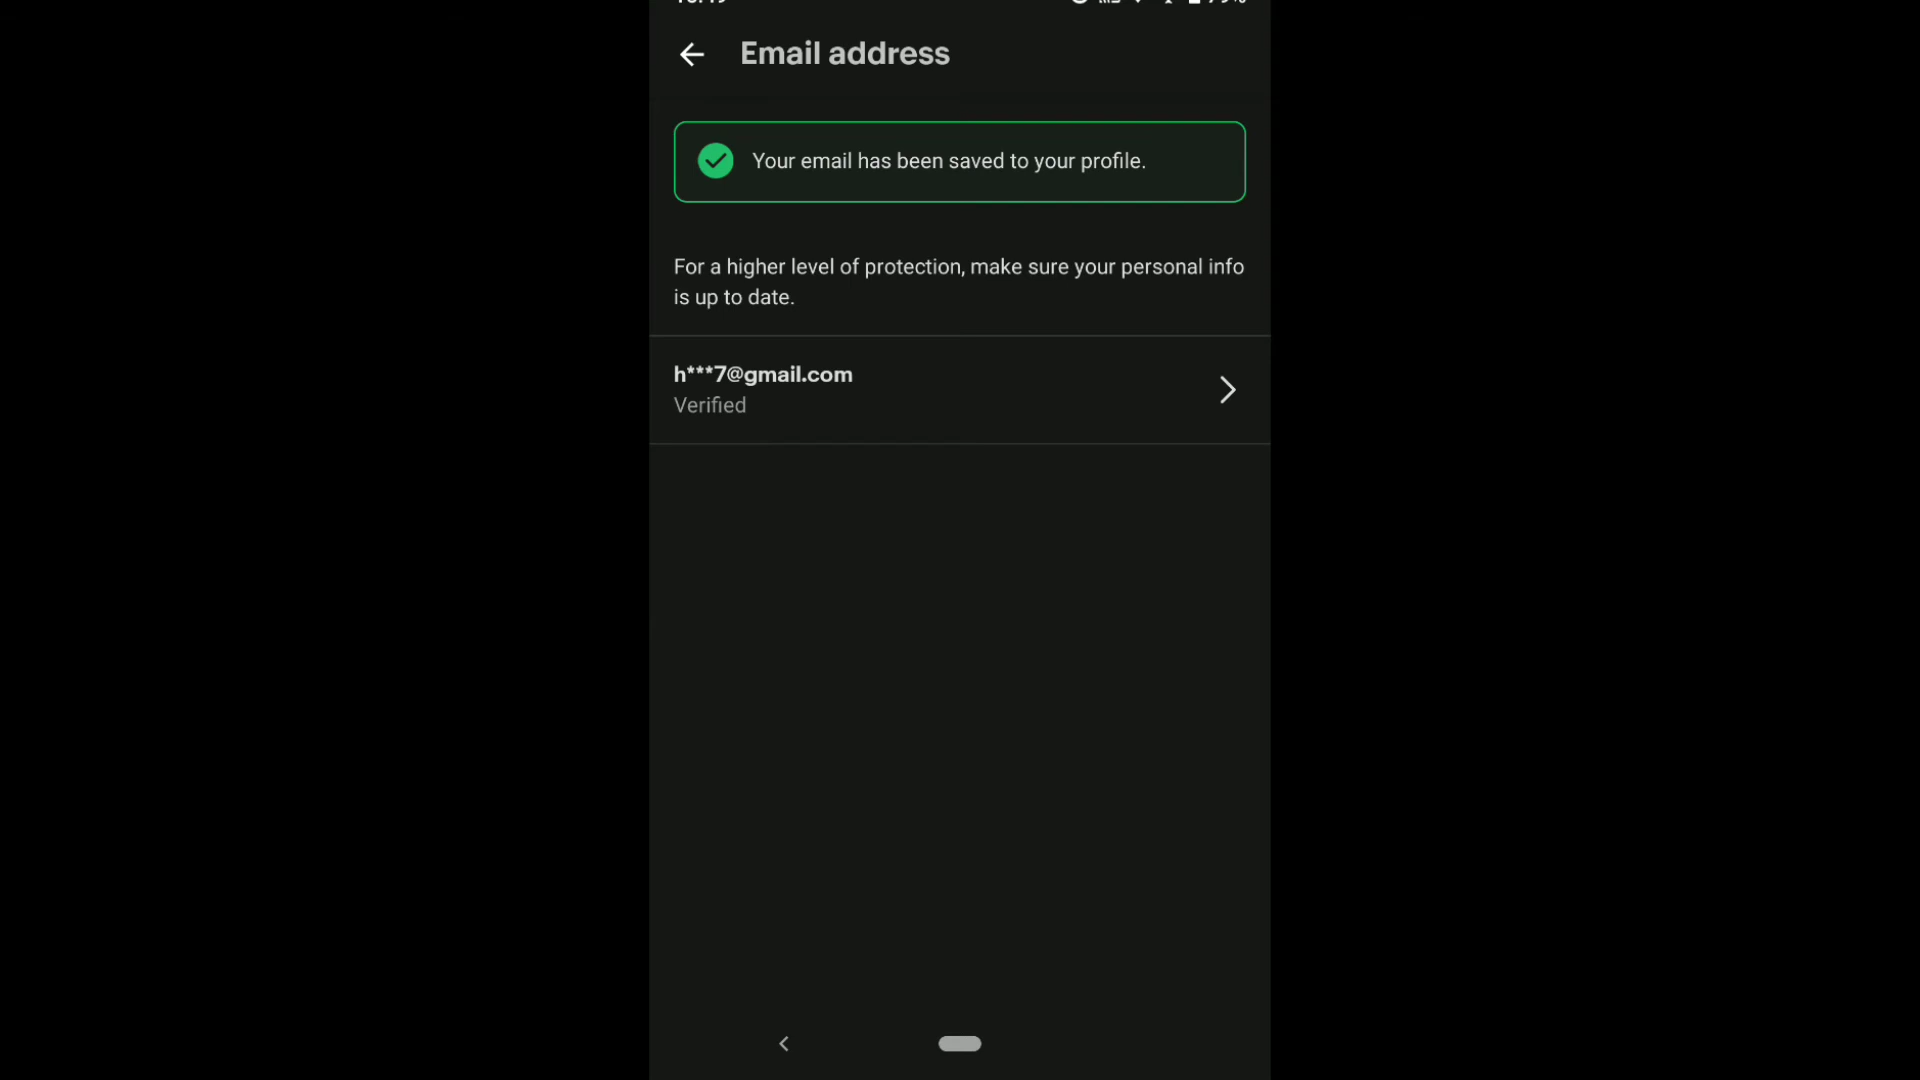 Email address
Your email has been saved to your profile.
For a higher level of protection, make sure your personal info
is up to date.
h***7@gmail.com
Verified